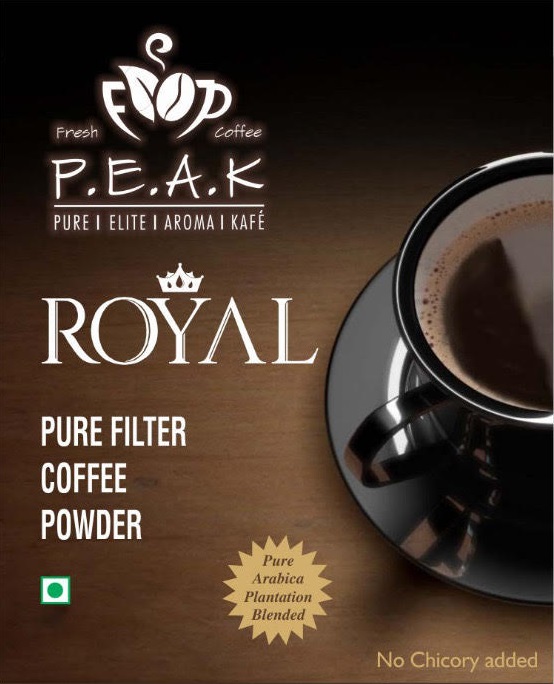 Fresh Coffee
P.E.A.K
PURE I ELITE I AROMA I KAFÉ
ROYAL
PURE FILTER
COFFEE
POWDER
Pure
Arabica
Plantation
Blended
No Chicory added